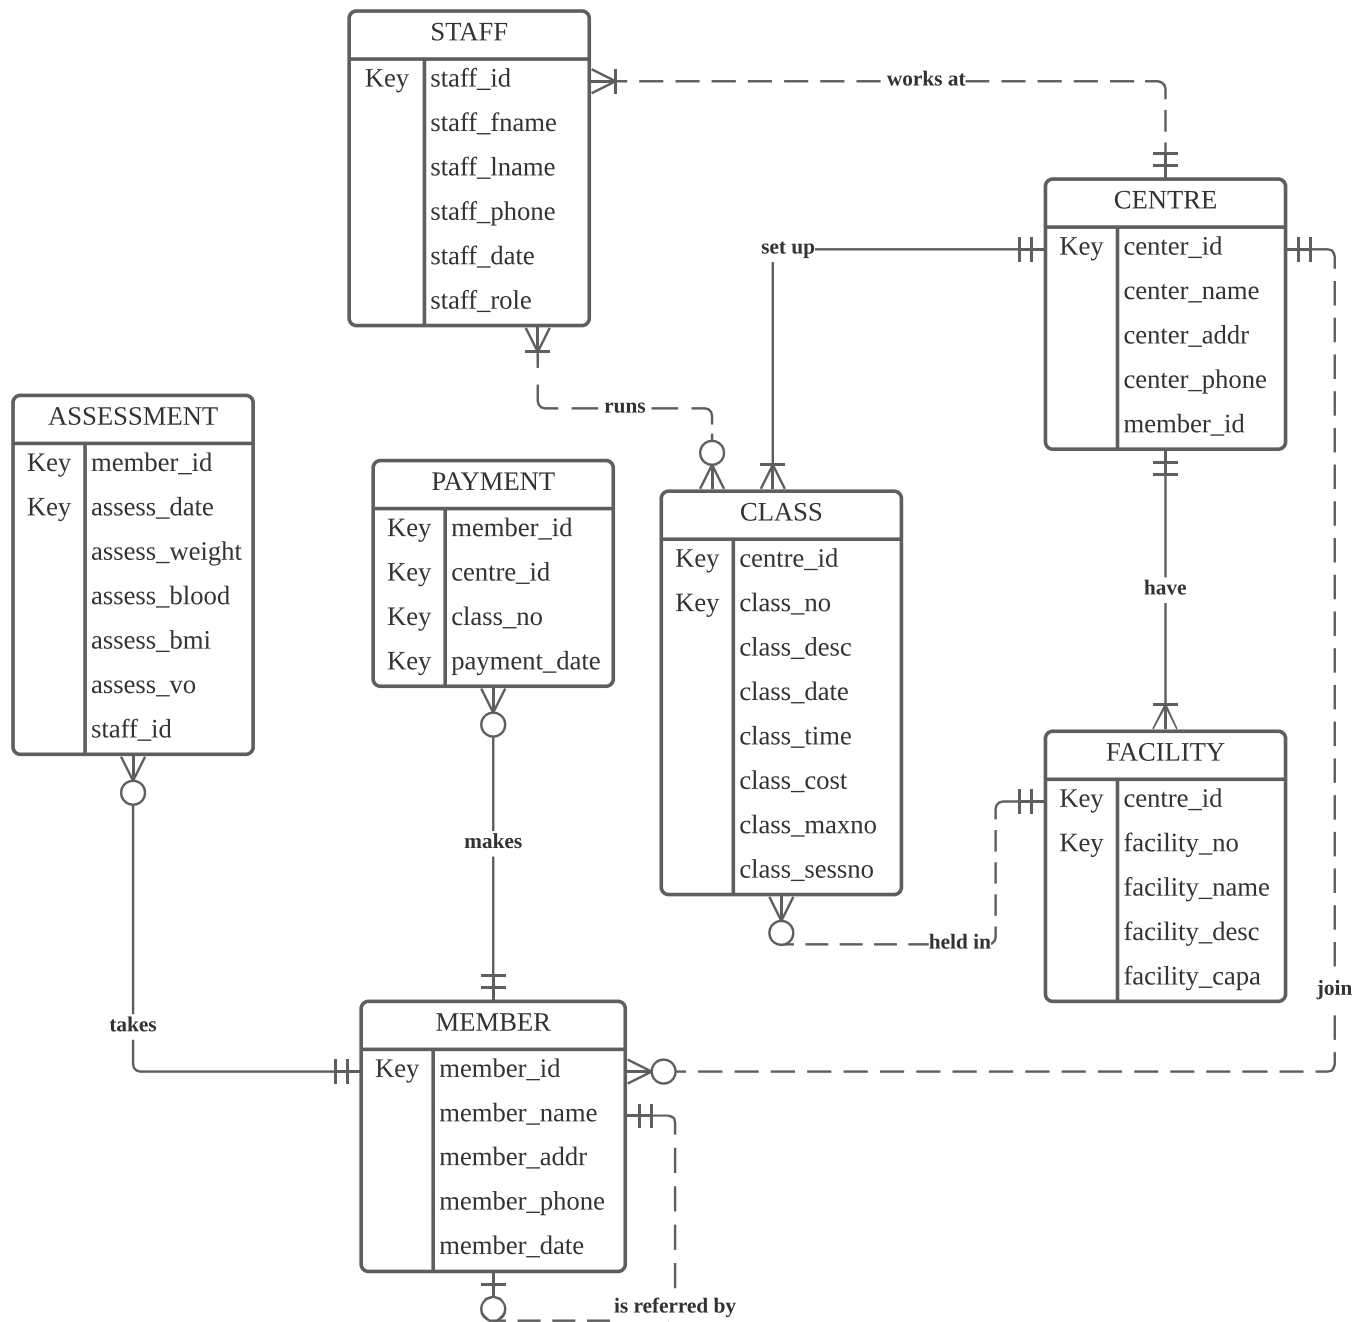 STAFF
Key staff_id
staff_fname
staff_lname
staff_phone
staff_date
staff_role
works at
CENTRE
Key center_id
center_name
center_addr
center_phone
member_id
set up
runs
ASSESSMENT
Key member_id
Key assess_date
assess_weight
assess_blood
assess_bmi
assess_vo
staff_id
PAYMENT
Key member_id
Key centre_id
Key class_no
Key payment_date
CLASS
Key centre_id
Key class_no
class_desc
class_date
class_time
class_cost
class_maxno
class_sessno
have
FACILITY
Key centre_id
Key facility_no
facility_name
facility_desc
facility_capa
makes
held in
join
takes
MEMBER
Key member_id
member_name
member_addr
member_phone
member_date
is referred by